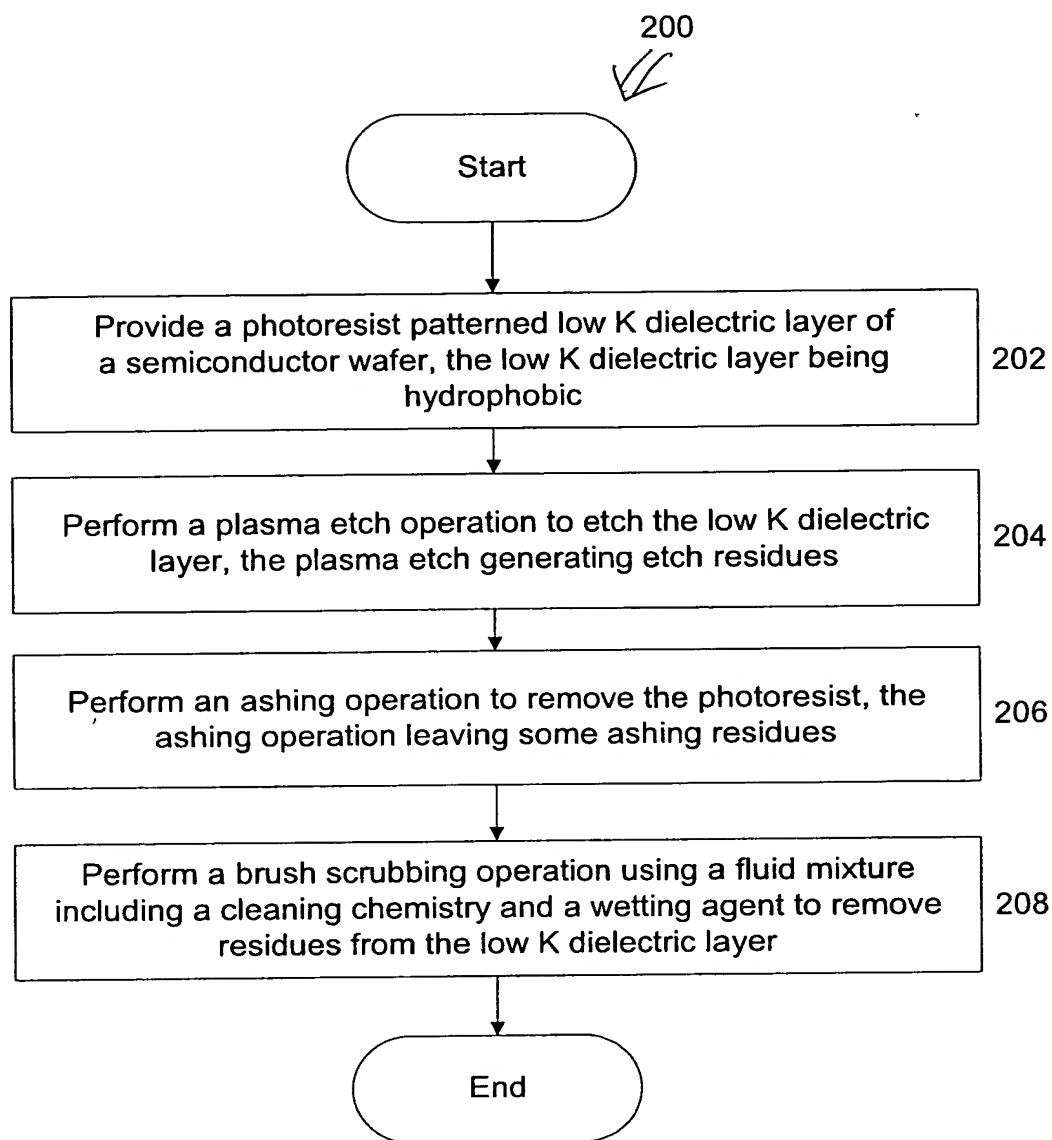 200
Start
Provide a photoresist patterned low K dielectric layer of
a semiconductor wafer, the low K dielectric layer being
hydrophobic
202
Perform a plasma etch operation to etch the low K dielectric
layer, the plasma etch generating etch residues
204
Perform an ashing operation to remove the photoresist, the
ashing operation leaving some ashing residues
206
Perform a brush scrubbing operation using a fluid mixture
including a cleaning chemistry and a wetting agent to remove
residues from the low K dielectric layer
208
End